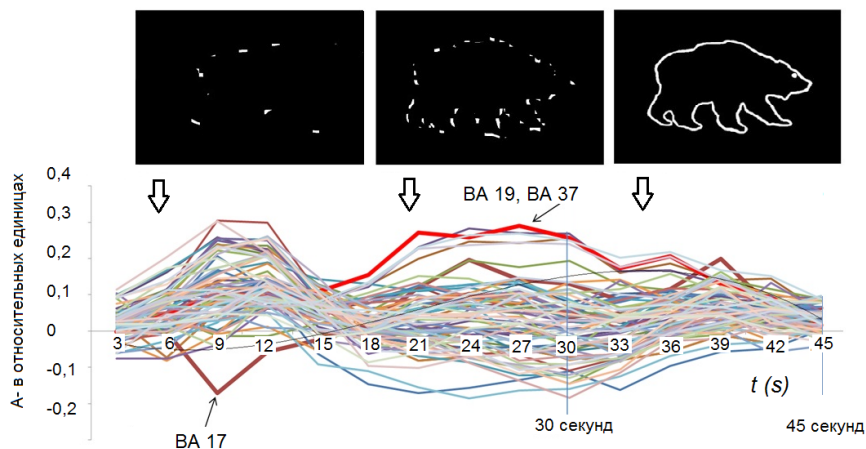 А- в относительных единицах
0,4
0,3
0,2
0,1
0
-0,1
-0,2
BA 19, BA 37
3 6 9 12 15 18 21 24 27 30 33 36 39 42 45
t (s)
30 секунд
45 секунд
BA 17